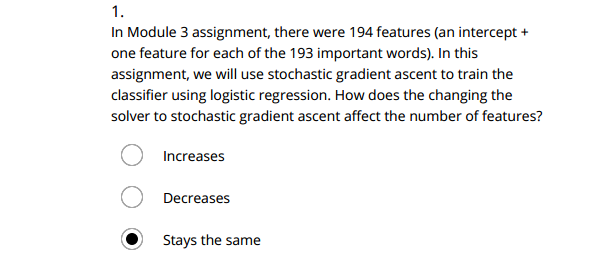 1.
In Module 3 assignment, there were 194 features (an intercept +
one feature for each of the 193 important words). In this
assignment, we will use stochastic gradient ascent to train the
classifier using logistic regression. How does the changing the
solver to stochastic gradient ascent affect the number of features?
Increases
Decreases
Stays the same